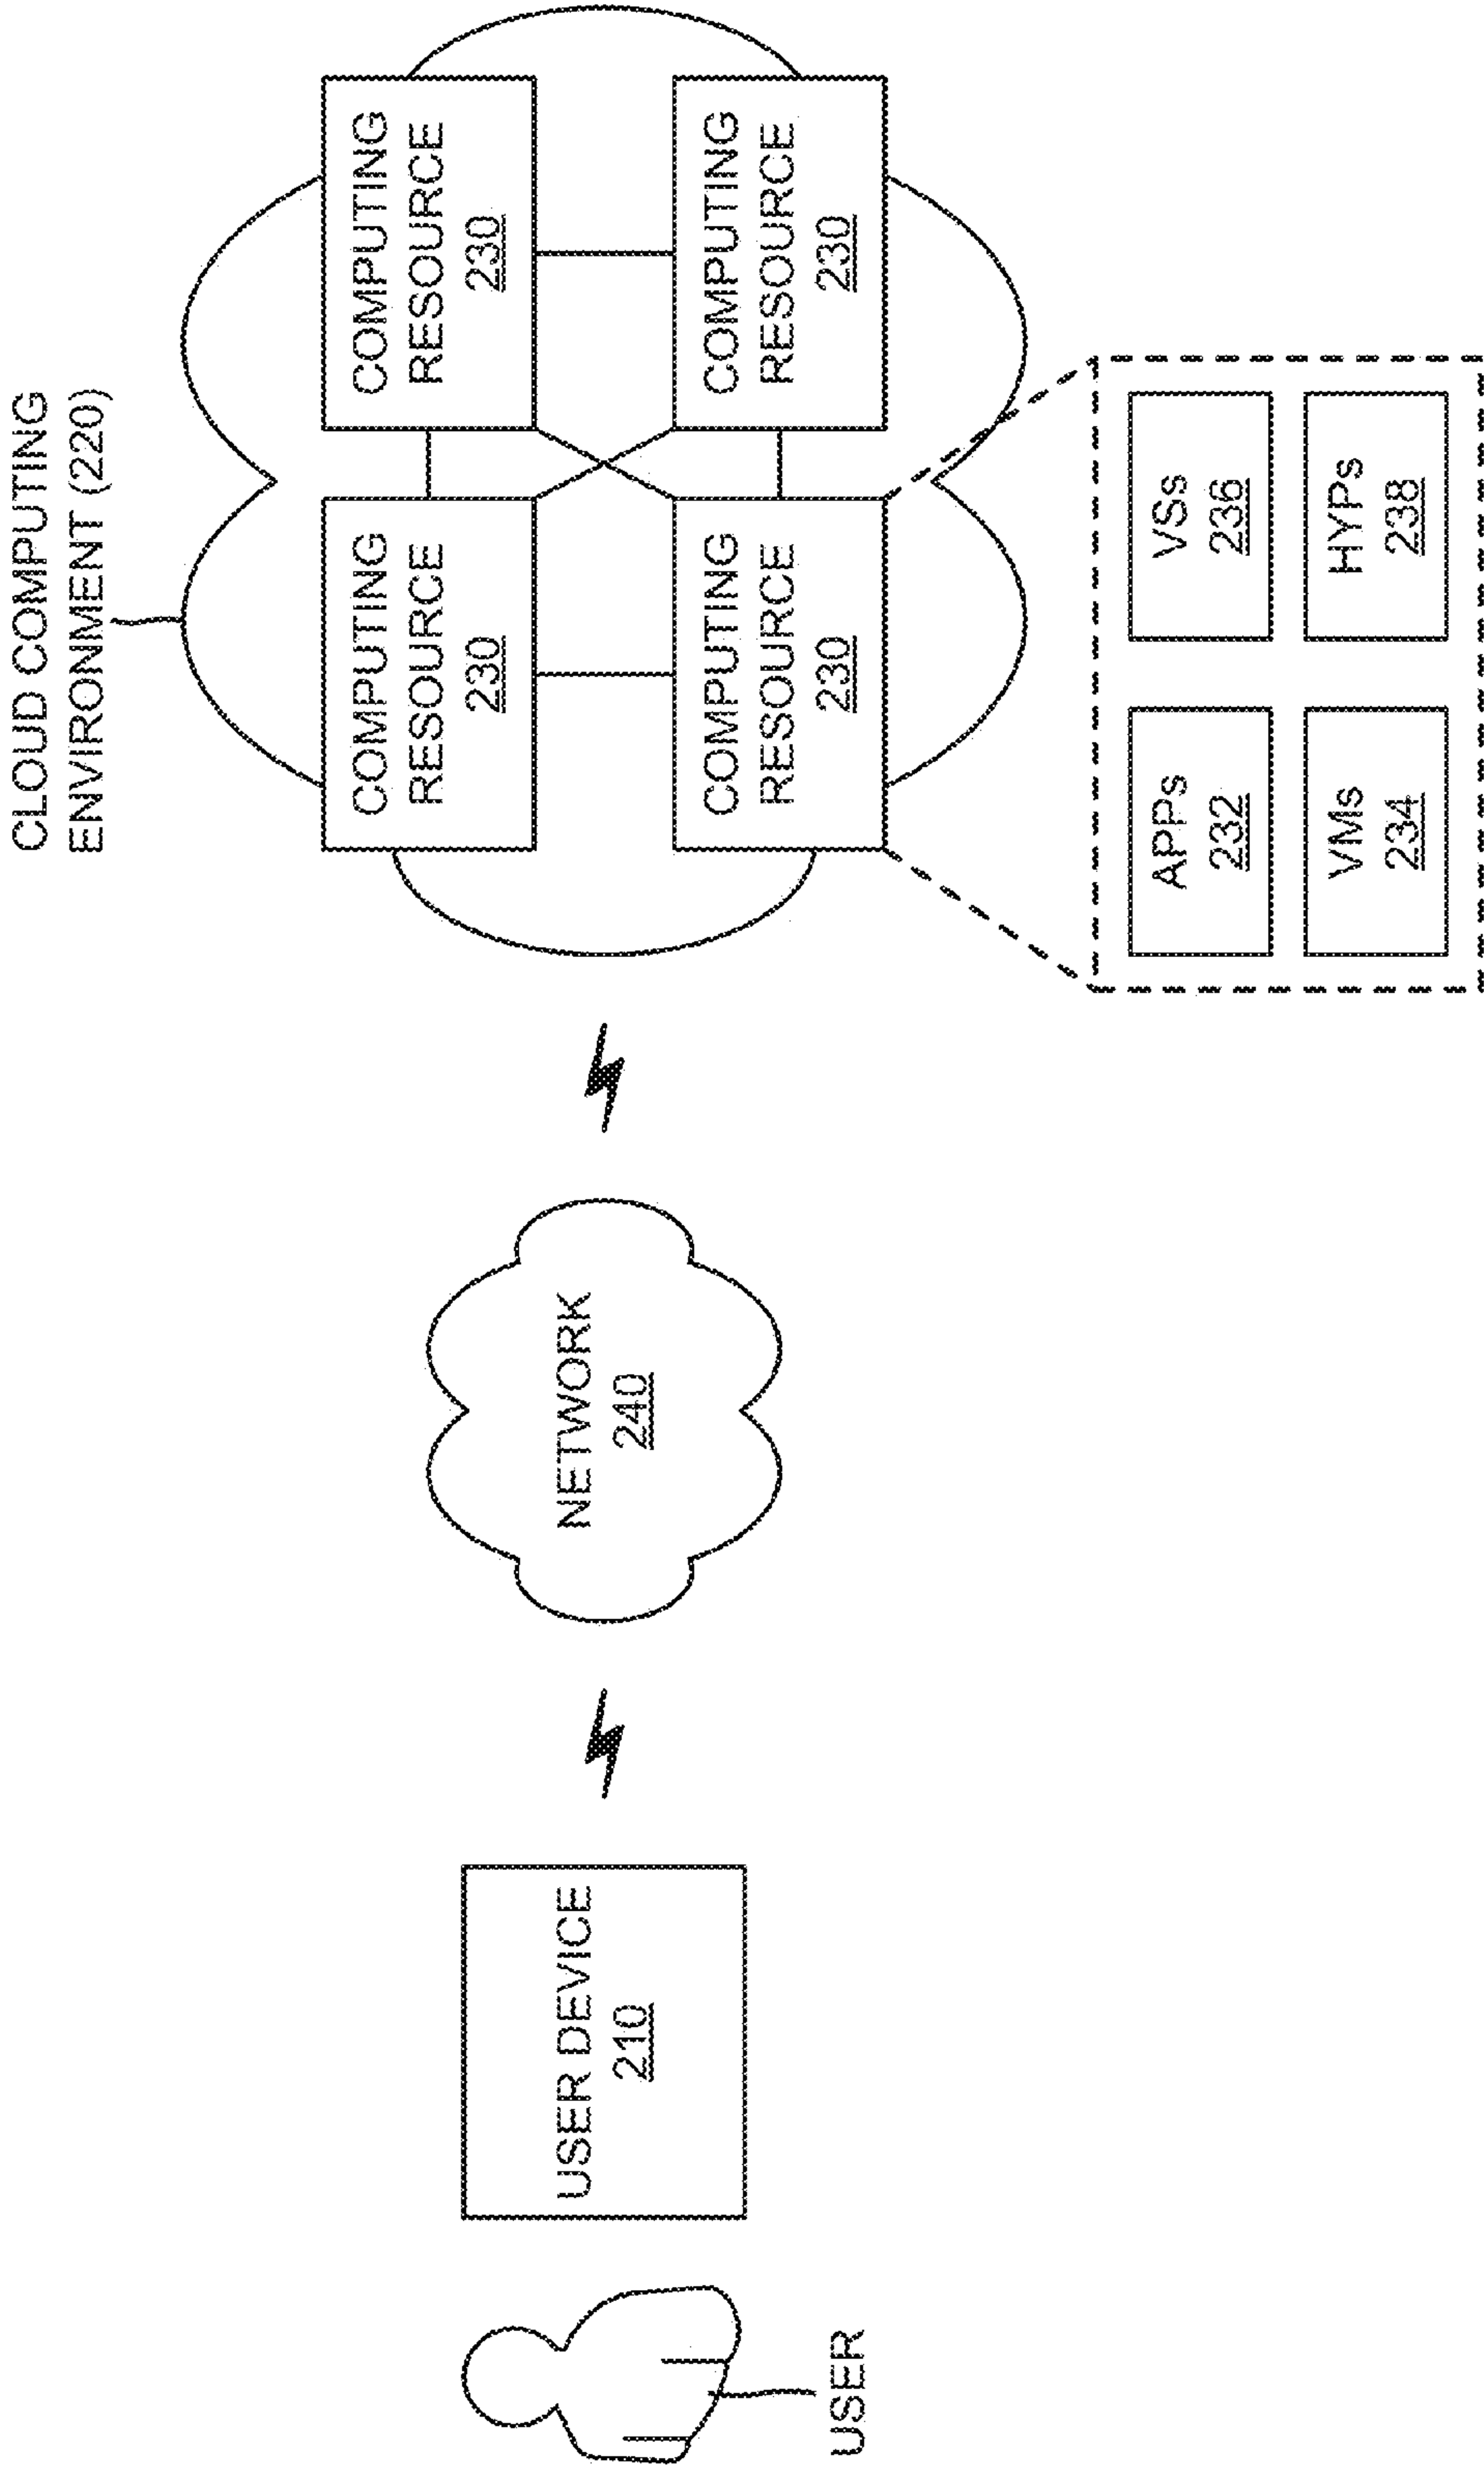 CLOUD COMPUTING
ENVIRONMENT (220)
COMPUTING
RESOURCE
230
COMPUTING
RESOURCE
230
COMPUTING
RESOURCE
230
COMPUTING
RESOURCE
230
USER DEVICE
210
NETWORK
240
USER
APPs
232
VSs
236
VMs
234
HYPs
238